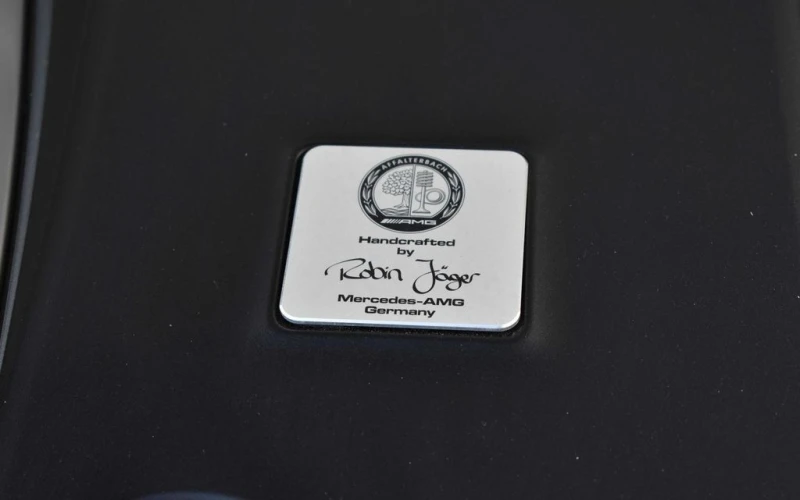 AFFALTERBACH
AMG
Handcrafted
by
Robin Jäger
Mercedes-AMG
Germany